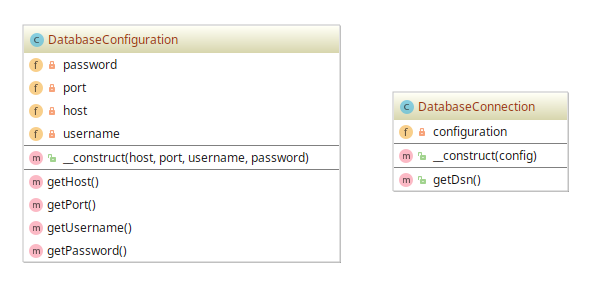 C DatabaseConfiguration
f password
f port
f host
f username
m __construct(host, port, username, password)
m getHost()
m getPort()
m getUsername()
m getPassword()
C DatabaseConnection
f configuration
m __construct(config)
m getDsn()